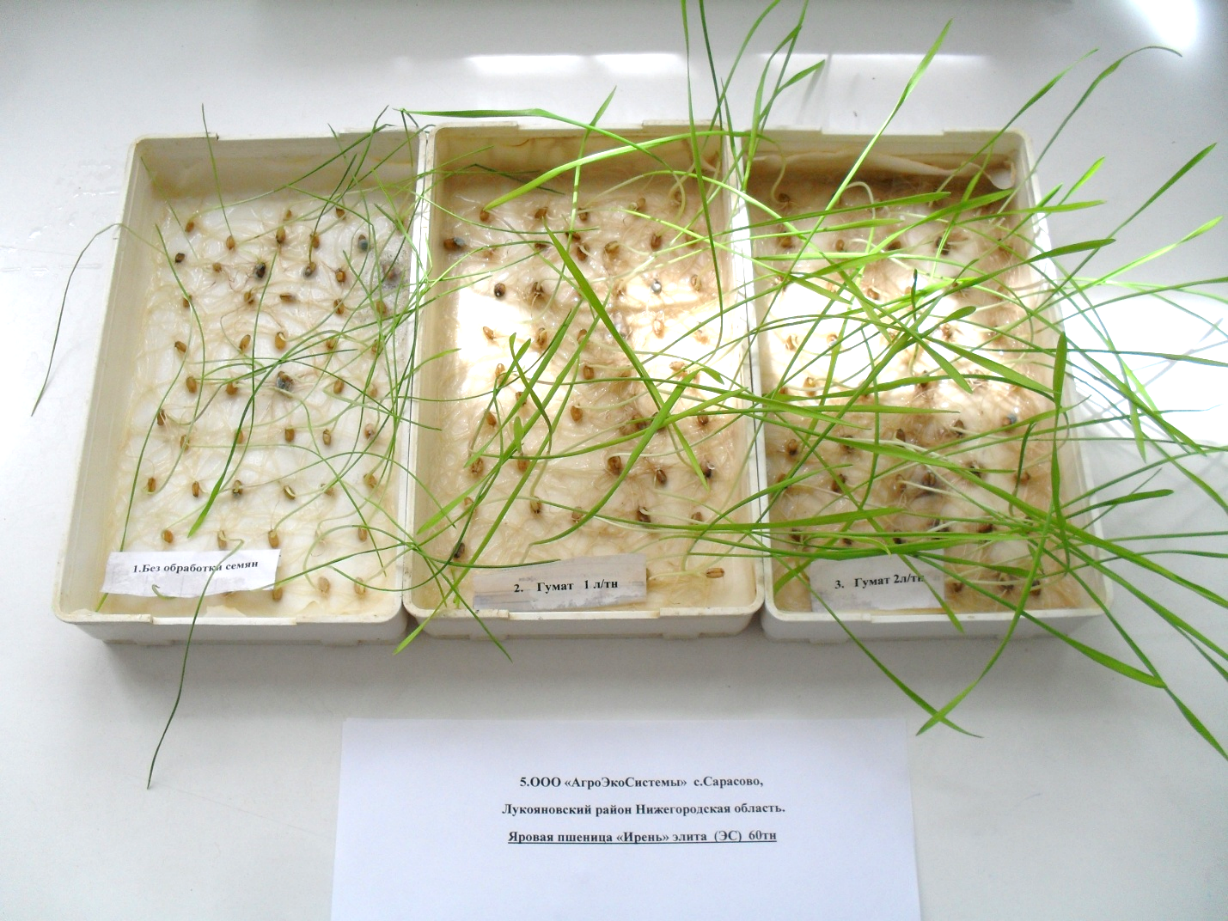 1.Без обработки семян
2. Гумат 1 л/тн
3. Гумат 2л/тн
5.ООО «АгроЭкоСистемы» с.Сарасово,
Лукояновский район Нижегородская область.
Яровая пшеница «Ирень» элита (ЭС) 60тн